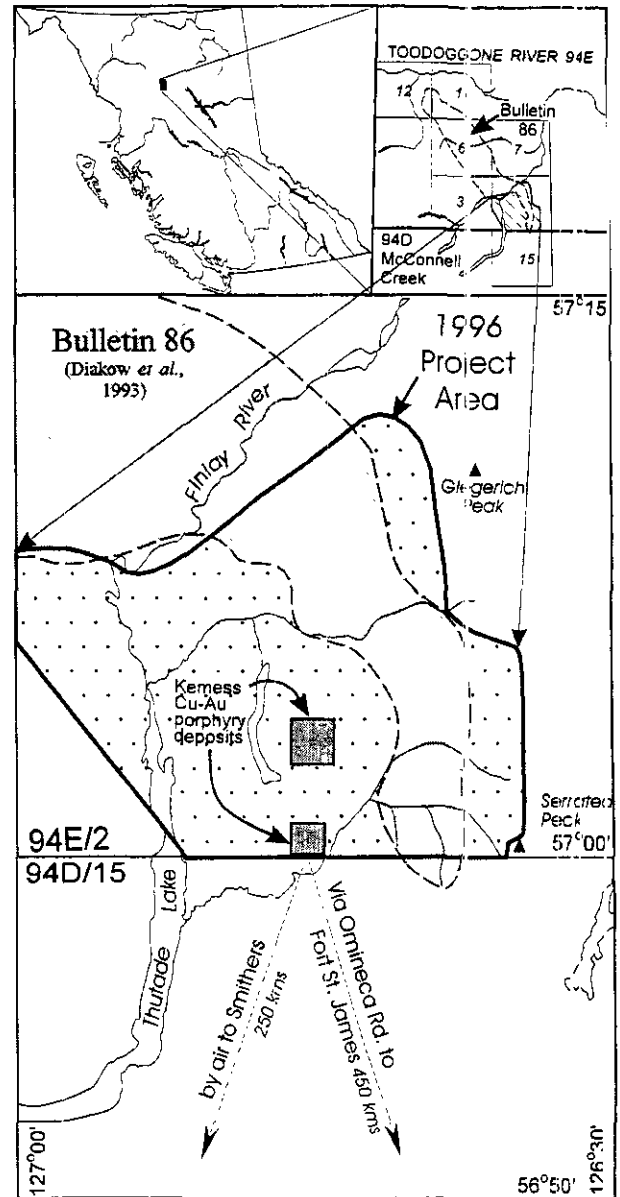 TOODOGGONE RIVER 94E
12
1
Bulletin
86
6
7
3
94D
McConnell
Creek
15
57°15
Bulletin 86
(Diakow et al.,
1993)
1996
Project
Area
Finlay River
Peak
Kemess
Cu-Au
porphyry
deposits
94E/2
57°00'
94D/15
Thutade Lake
by air to Smithers
250 kms
Via Omineca Rd. to
Fort St. James 450 kms
127°00'
56°50'
126°30'